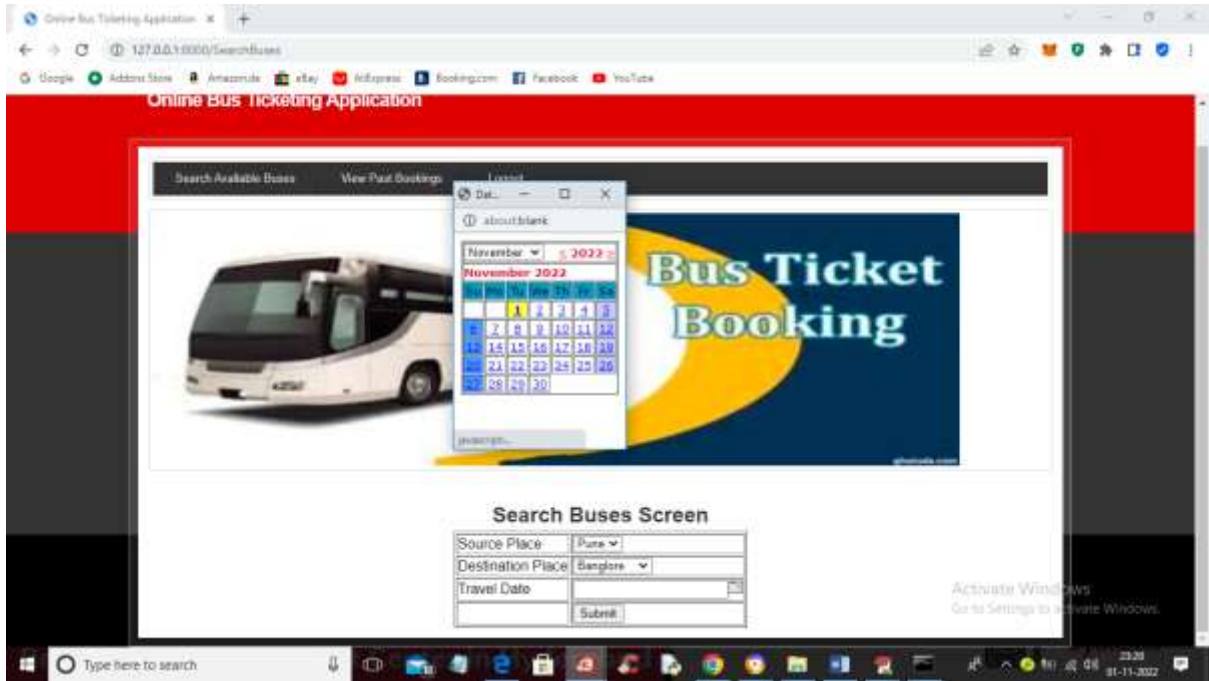 Online Bus Ticketing Application
127.0.0.1:8000/SearchBuses
Google Addons Store Amazon.de eBay AliExpress Booking.com Facebook YouTube
Online Bus Ticketing Application
Search Available Buses View Past Bookings Logout
Dat...
about:blank
November < 2022 >
November 2022
Su Mo Tu We Th Fr Sa
1 2 3 4 5
6 7 8 9 10 11 12
13 14 15 16 17 18 19
20 21 22 23 24 25 26
27 28 29 30
javascript:...
Bus Ticket
Booking
Search Buses Screen
Source Place Pune
Destination Place Banglore
Travel Date
Submit
Activate Windows
Go to Settings to activate Windows.
Type here to search
23:20
01-11-2022